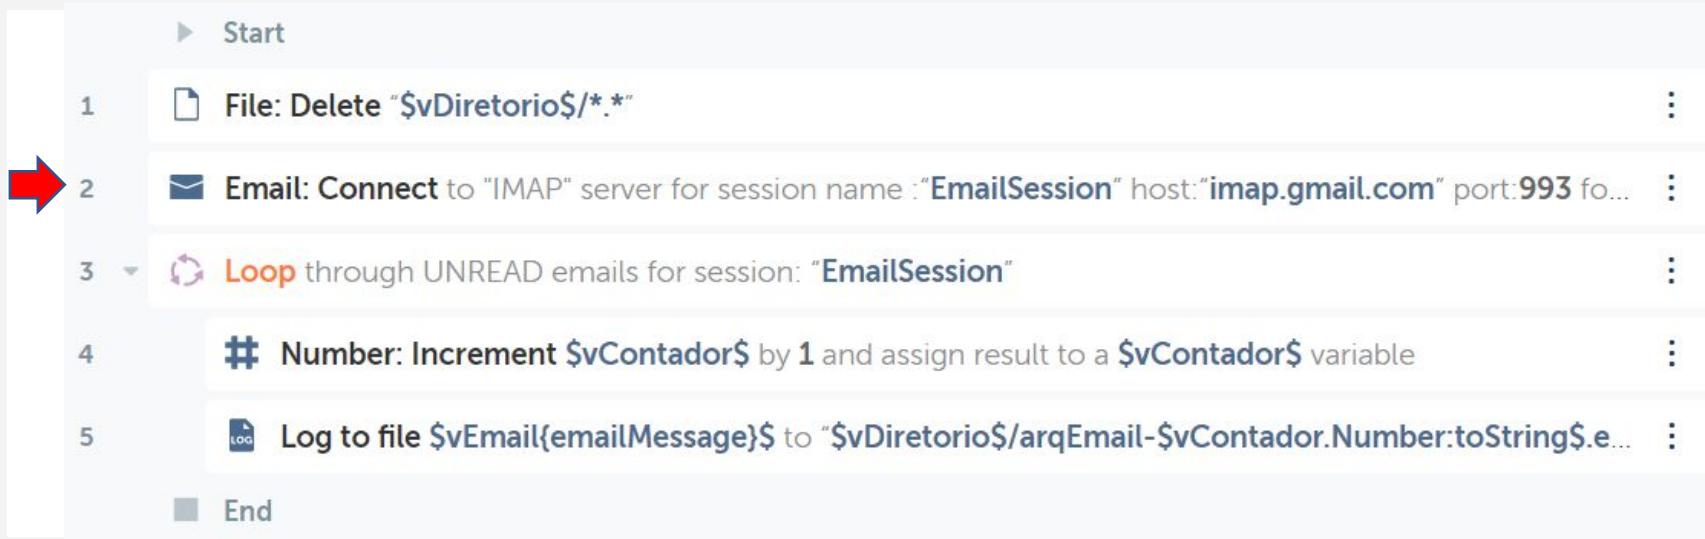 Start
1 File: Delete “$vDiretorio$/*.*”
2 Email: Connect to "IMAP" server for session name :“EmailSession” host:“imap.gmail.com” port:993 fo...
3 Loop through UNREAD emails for session: “EmailSession”
4 Number: Increment $vContador$ by 1 and assign result to a $vContador$ variable
5 LOG Log to file $vEmail{emailMessage}$ to “$vDiretorio$/arqEmail-$vContador.Number:toString$.e...
End